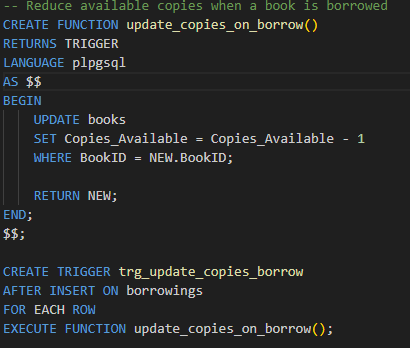 -- Reduce available copies when a book is borrowed
CREATE FUNCTION update_copies_on_borrow()
RETURNS TRIGGER
LANGUAGE plpgsql
AS $$
BEGIN
    UPDATE books
    SET Copies_Available = Copies_Available - 1
    WHERE BookID = NEW.BookID;

    RETURN NEW;
END;
$$;

CREATE TRIGGER trg_update_copies_borrow
AFTER INSERT ON borrowings
FOR EACH ROW
EXECUTE FUNCTION update_copies_on_borrow();